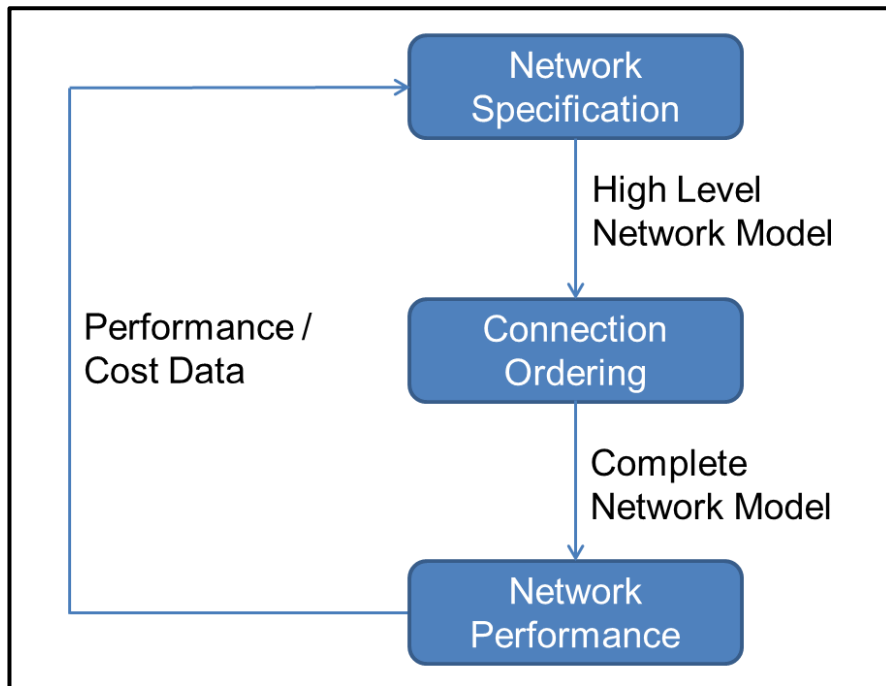 Network
Specification
High Level
Network Model
Performance /
Cost Data
Connection
Ordering
Complete
Network Model
Network
Performance